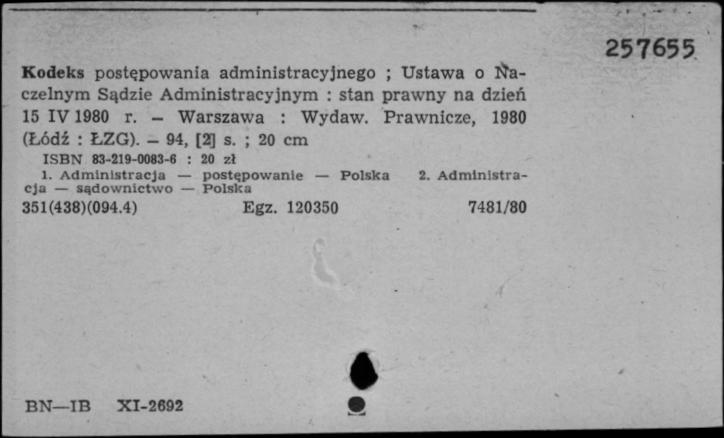 257655
Kodeks postępowania administracyjnego ; Ustawa o Na-
czelnym Sądzie Administracyjnym : stan prawny na dzień
15 IV 1980 r. — Warszawa : Wydaw. Prawnicze, 1980
(Łódź : ŁZG). — 94, [2] s. ; 20 cm
ISBN 83-219-0083-6 : 20 zł
1. Administracja — postępowanie — Polska 2. Administra-
cja — sądownictwo — Polska
351(438)(094.4) Egz. 120350 7481/80
BN—IB XI-2692